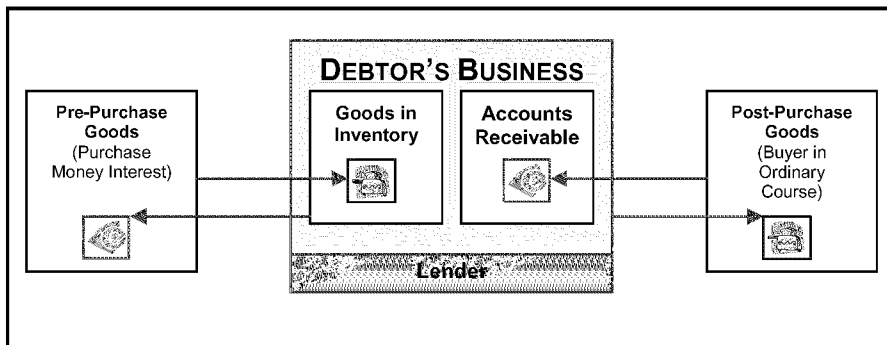 DEBTOR'S BUSINESS
Pre-Purchase
Goods
(Purchase
Money Interest)
Goods in
Inventory
Accounts
Receivable
Post-Purchase
Goods
(Buyer in
Ordinary
Course)
Lender